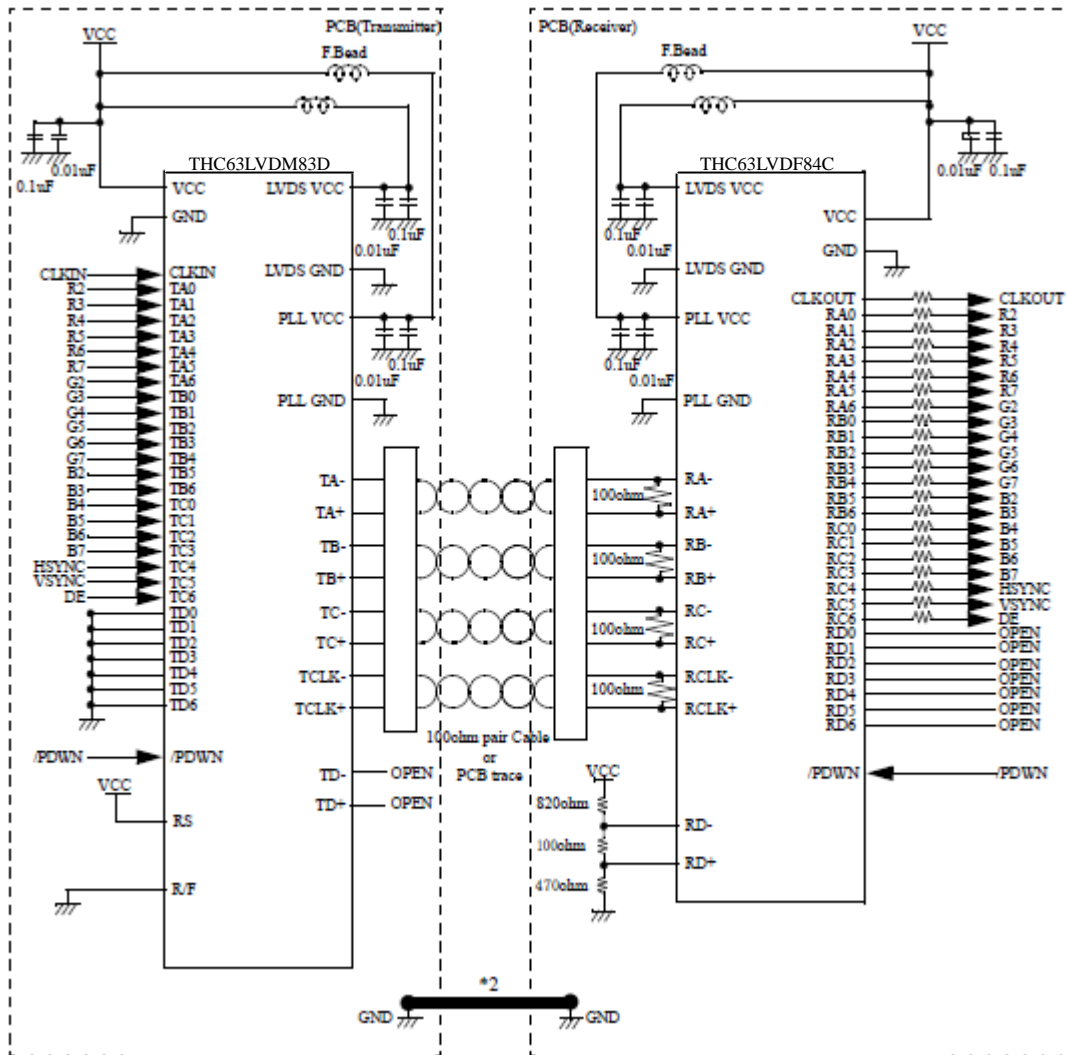 PCB(Transmitter)
PCB(Receiver)
VCC
F.Bead
0.01uF
0.1uF
THC63LVDM83D
VCC
LVDS VCC
GND
0.1uF
0.01uF
LVDS GND
PLL VCC
0.1uF
0.01uF
PLL GND
CLKIN CLKIN
R2 TA0
R3 TA1
R4 TA2
R5 TA3
R6 TA4
R7 TA5
G2 TA6
G3 TB0
G4 TB1
G5 TB2
G6 TB3
G7 TB4
B2 TB5
B3 TB6
B4 TC0
B5 TC1
B6 TC2
B7 TC3
HSYNC TC4
VSYNC TC5
DE TC6
TD0
TD1
TD2
TD3
TD4
TD5
TD6
/PDWN /PDWN
VCC
RS
R/F
TA-
TA+
TB-
TB+
TC-
TC+
TCLK-
TCLK+
TD- OPEN
TD+ OPEN
100ohm pair Cable
or
PCB trace
VCC
F.Bead
0.01uF 0.1uF
THC63LVDF84C
LVDS VCC
VCC
0.1uF
0.01uF
GND
LVDS GND
PLL VCC
0.1uF
0.01uF
PLL GND
100ohm
RA-
RA+
100ohm
RB-
RB+
100ohm
RC-
RC+
100ohm
RCLK-
RCLK+
VCC
820ohm
RD-
100ohm
RD+
470ohm
CLKOUT CLKOUT
RA0 R2
RA1 R3
RA2 R4
RA3 R5
RA4 R6
RA5 R7
RA6 G2
RB0 G3
RB1 G4
RB2 G5
RB3 G6
RB4 G7
RB5 B2
RB6 B3
RC0 B4
RC1 B5
RC2 B6
RC3 B7
RC4 HSYNC
RC5 VSYNC
RC6 DE
RD0 OPEN
RD1 OPEN
RD2 OPEN
RD3 OPEN
RD4 OPEN
RD5 OPEN
RD6 OPEN
/PDWN /PDWN
*2
GND GND